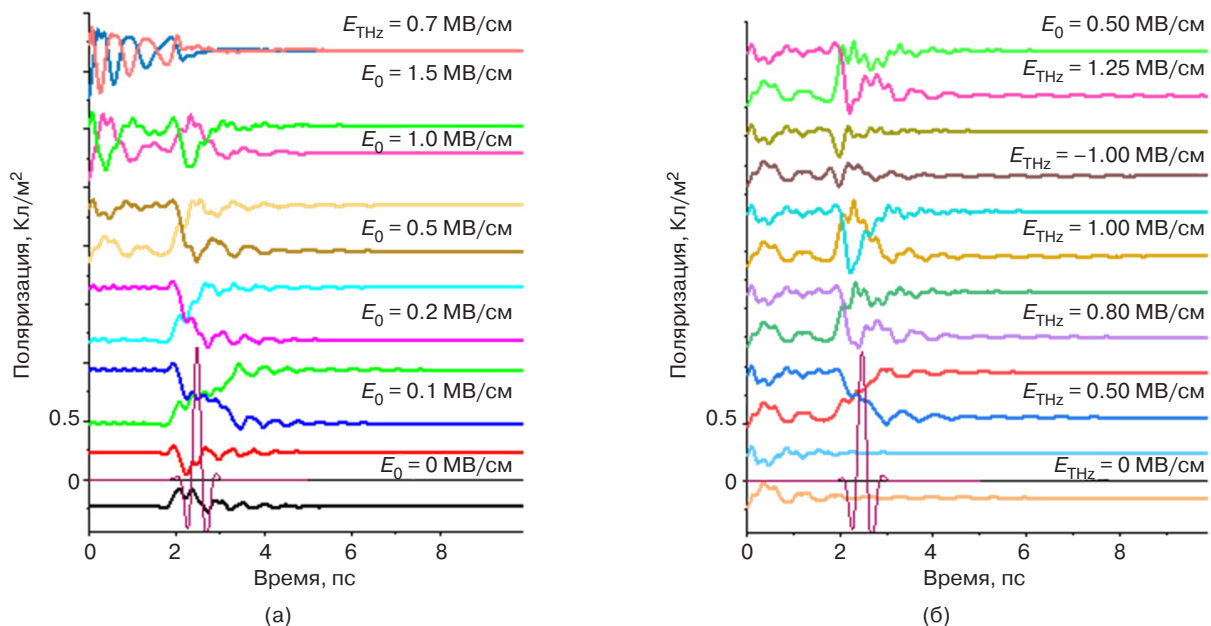 E_THz = 0.7 МВ/см
E_0 = 1.5 МВ/см
E_0 = 1.0 МВ/см
E_0 = 0.5 МВ/см
E_0 = 0.2 МВ/см
E_0 = 0.1 МВ/см
E_0 = 0 МВ/см
Поляризация, Кл/м²
0.5
0
0 2 4 6 8
Время, пс
(а)
E_0 = 0.50 МВ/см
E_THz = 1.25 МВ/см
E_THz = –1.00 МВ/см
E_THz = 1.00 МВ/см
E_THz = 0.80 МВ/см
E_THz = 0.50 МВ/см
E_THz = 0 МВ/см
Поляризация, Кл/м²
0.5
0
0 2 4 6 8
Время, пс
(б)